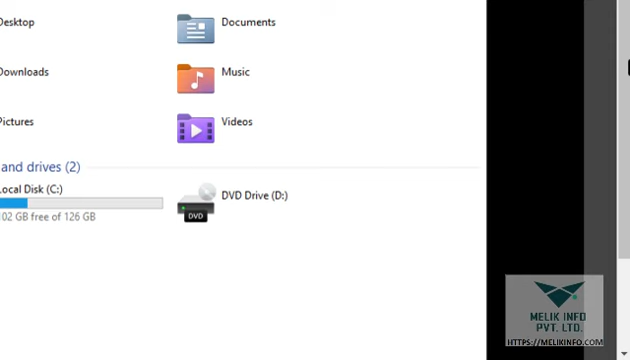 Desktop
Documents
Downloads
Music
Pictures
Videos
and drives (2)
Local Disk (C:)
DVD Drive (D:)
DVD
102 GB free of 126 GB
MELIK INFO
PVT. LTD.
HTTPS://MELIKINFO.COM